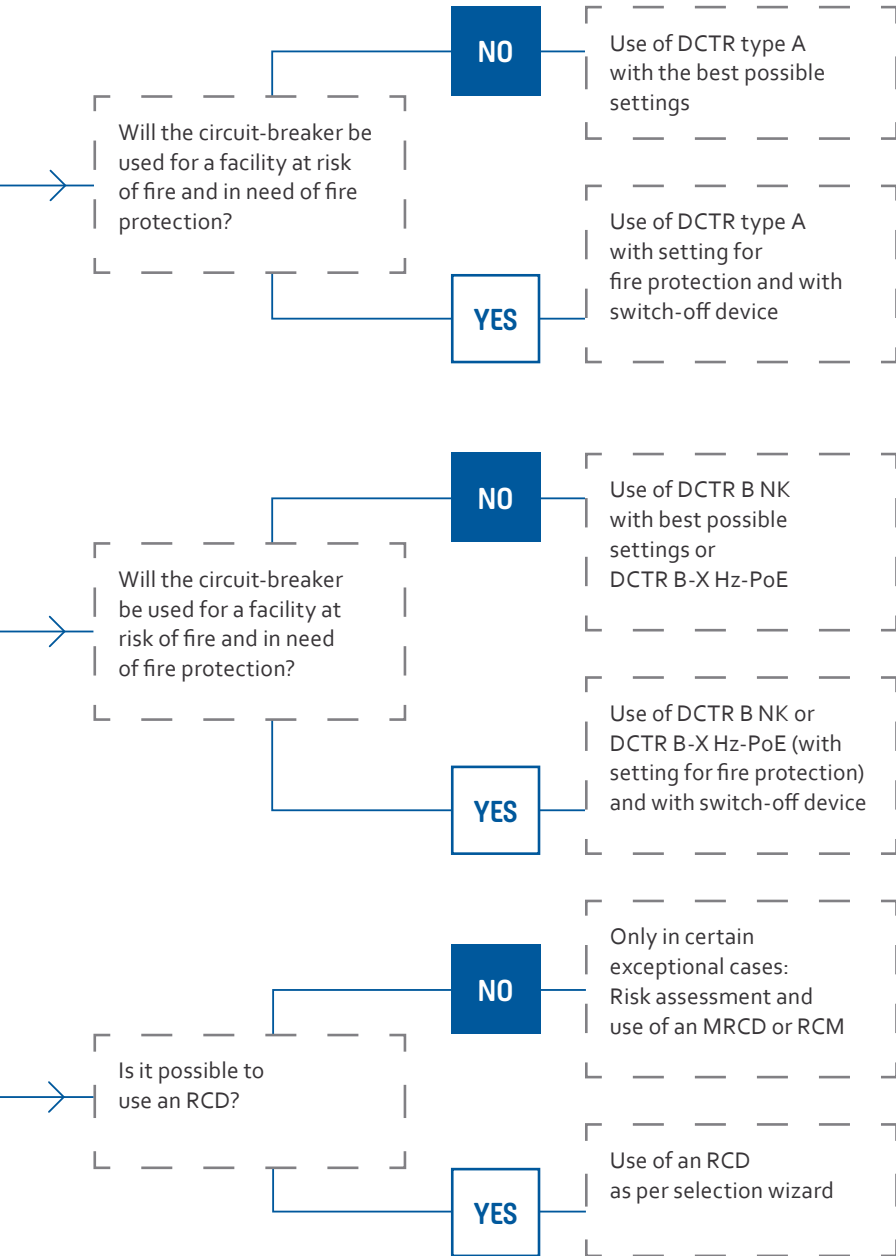 NO
Use of DCTR type A
with the best possible
settings
Will the circuit-breaker be
used for a facility at risk
of fire and in need of fire
protection?
Use of DCTR type A
with setting for
fire protection and with
switch-off device
YES
NO
Use of DCTR B NK
with best possible
settings or
DCTR B-X Hz-PoE
Will the circuit-breaker
be used for a facility at
risk of fire and in need
of fire protection?
Use of DCTR B NK or
DCTR B-X Hz-PoE (with
setting for fire protection)
and with switch-off device
YES
NO
Only in certain
exceptional cases:
Risk assessment and
use of an MRCD or RCM
Is it possible to
use an RCD?
YES
Use of an RCD
as per selection wizard